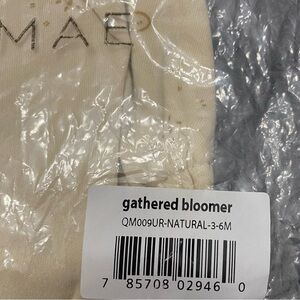 MAE
gathered bloomer
QM009UR-NATURAL-3-6M
7 85708 02946 0